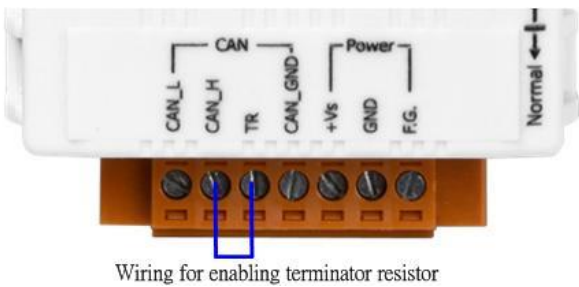 CAN
Power
CAN_L
CAN_H
TR
CAN_GND
+Vs
GND
F.G.
Normal
Wiring for enabling terminator resistor